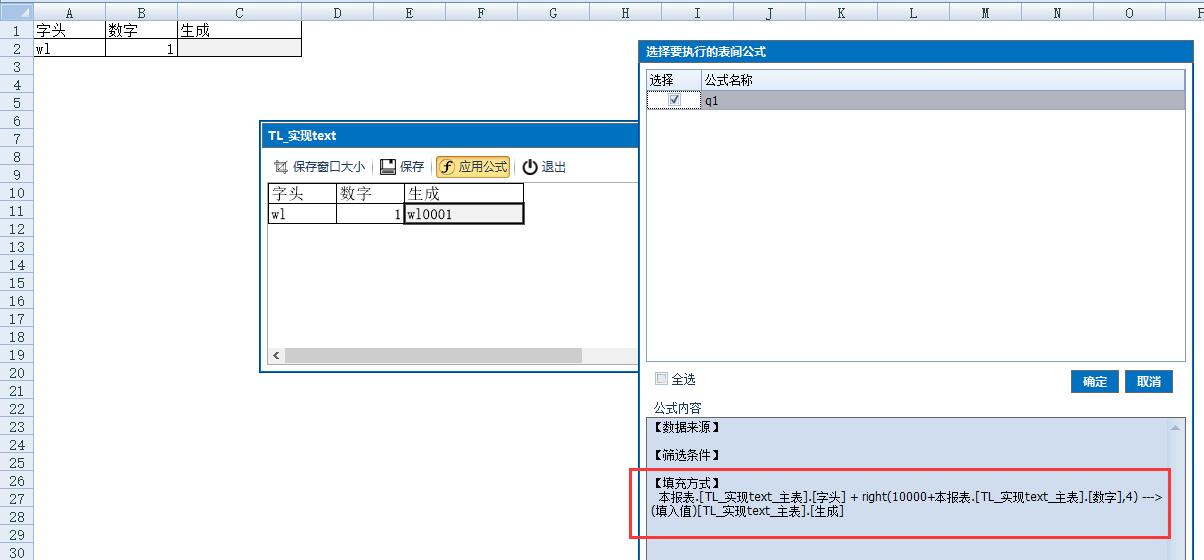 A B C D E F G H I J K L M N O
1 字头 数字 生成
2 wl 1
3
4
5
6
7
8
9
10
11
12
13
14
15
16
17
18
19
20
21
22
23
24
25
26
27
28
29
30
TL_实现text
保存窗口大小 保存 应用公式 退出
字头 数字 生成
wl 1 wl0001
选择要执行的表间公式
选择 公式名称
q1
全选 确定 取消
公式内容
【数据来源】
【筛选条件】
【填充方式】
本报表.[TL_实现text_主表].[字头] + right(10000+本报表.[TL_实现text_主表].[数字],4) --->
(填入值)[TL_实现text_主表].[生成]